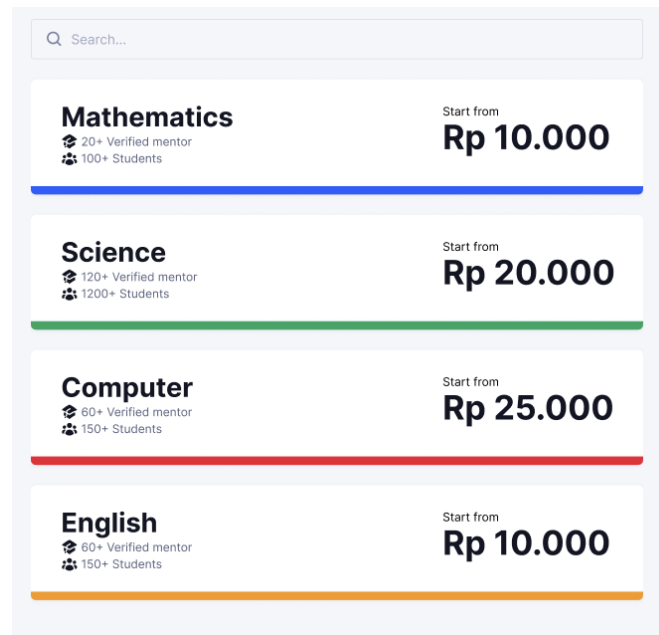 Search...
Mathematics
20+ Verified mentor
100+ Students
Start from
Rp 10.000
Science
120+ Verified mentor
1200+ Students
Start from
Rp 20.000
Computer
60+ Verified mentor
150+ Students
Start from
Rp 25.000
English
60+ Verified mentor
150+ Students
Start from
Rp 10.000